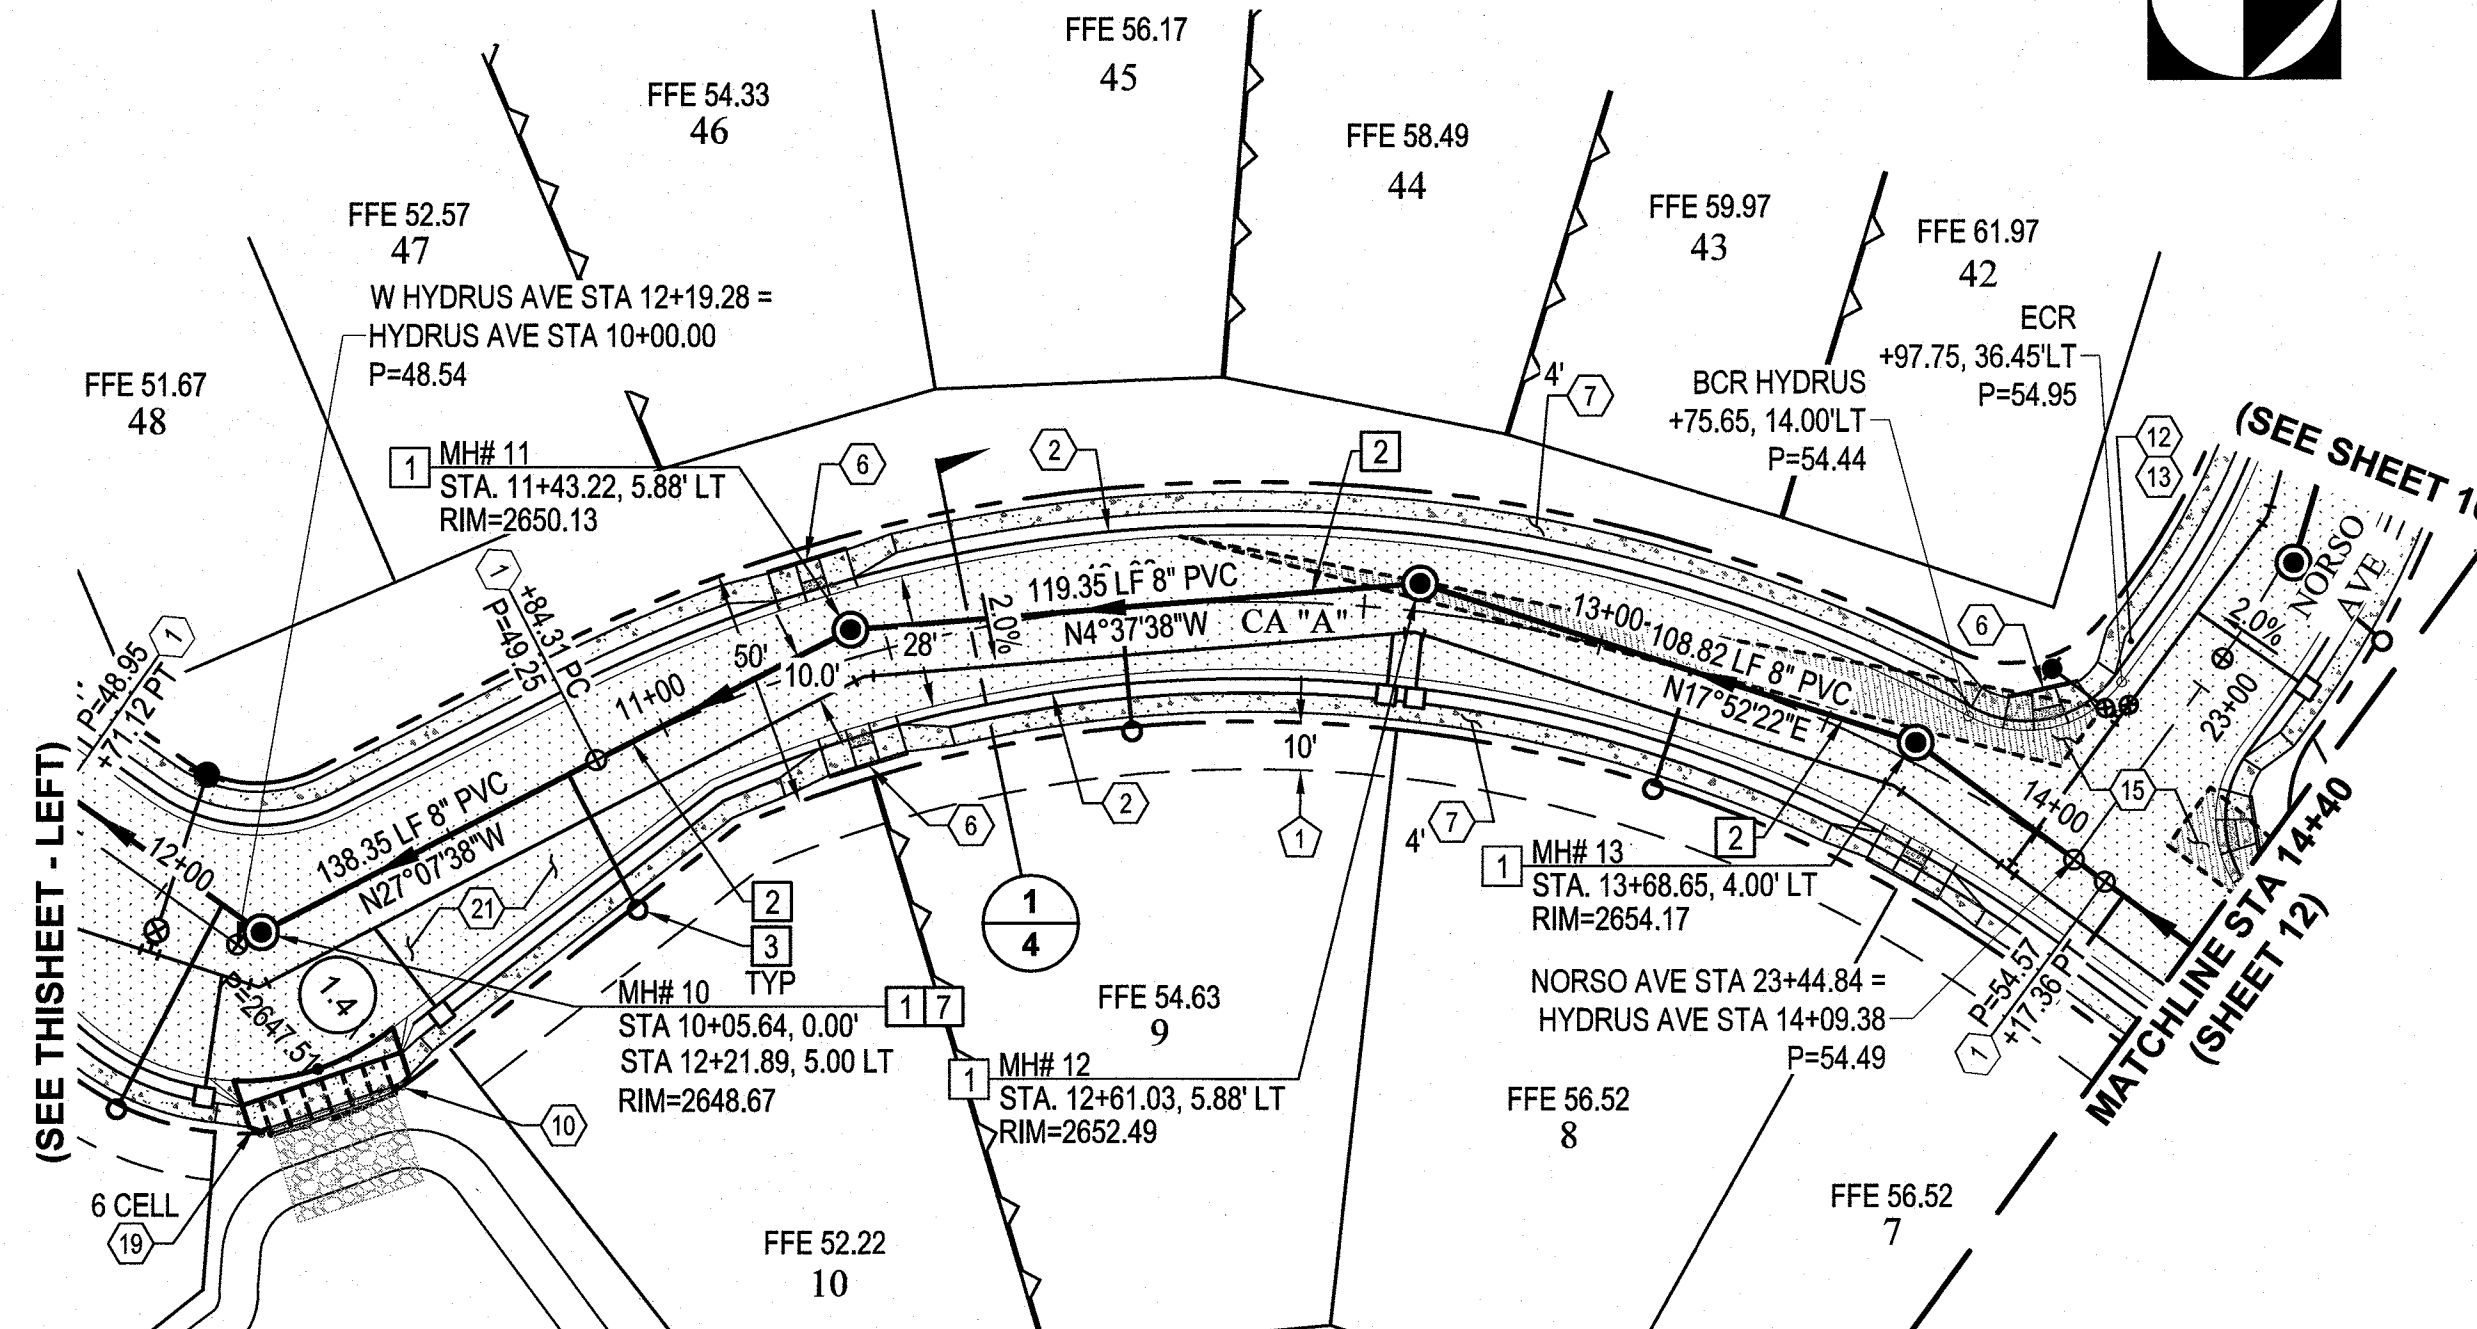 FFE 56.17
45
FFE 54.33
46
FFE 58.49
44
FFE 52.57
47
FFE 59.97
43
FFE 61.97
42
W HYDRUS AVE STA 12+19.28 =
HYDRUS AVE STA 10+00.00
P=48.54
FFE 51.67
48
ECR
+97.75, 36.45'LT
P=54.95
BCR HYDRUS
+75.65, 14.00'LT
P=54.44
4'
7
12
13
(SEE SHEET
1 MH# 11
STA. 11+43.22, 5.88' LT
RIM=2650.13
6
2
2
1
+84.31 PC
P=49.25
1
P=48.95
+71.12 PT
50'
10.0'
28'
2.0%
119.35 LF 8" PVC
N4°37'38"W
CA "A"
13+00
108.82 LF 8" PVC
N17°52'22"E
6
NORSO
AVE
2.0%
23+00
11+00
138.35 LF 8" PVC
N27°07'38"W
12+00
(SEE THISSHEET - LEFT)
10'
1
2
6
7
4'
15
14+00
21
2
3
TYP
1
4
1 MH# 13
STA. 13+68.65, 4.00' LT
RIM=2654.17
2
MATCHLINE STA 14+40
(SHEET 12)
P=2647.51
1.4
MH# 10
STA 10+05.64, 0.00'
STA 12+21.89, 5.00 LT
RIM=2648.67
1 7
FFE 54.63
9
NORSO AVE STA 23+44.84 =
HYDRUS AVE STA 14+09.38
P=54.49
P=54.57
+17.36 PT
1
1 MH# 12
STA. 12+61.03, 5.88' LT
RIM=2652.49
10
FFE 56.52
8
6 CELL
19
FFE 56.52
7
FFE 52.22
10